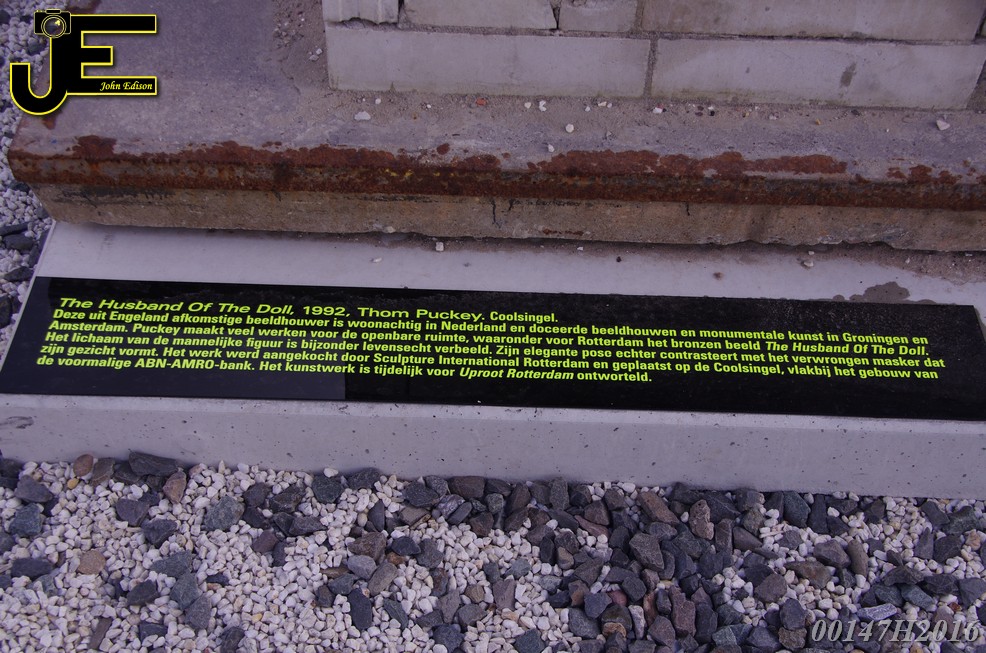 JE
John Edison
The Husband Of The Doll, 1992, Thom Puckey. Coolsingel.
Deze uit Engeland afkomstige beeldhouwer is woonachtig in Nederland en doceerde beeldhouwen en monumentale kunst in Groningen en
Amsterdam. Puckey maakt veel werken voor de openbare ruimte, waaronder voor Rotterdam het bronzen beeld The Husband Of The Doll.
Het lichaam van de mannelijke figuur is bijzonder levensecht verbeeld. Zijn elegante pose echter contrasteert met het verwrongen masker dat
zijn gezicht vormt. Het werk werd aangekocht door Sculpture International Rotterdam en geplaatst op de Coolsingel, vlakbij het gebouw van
de voormalige ABN-AMRO-bank. Het kunstwerk is tijdelijk voor Uproot Rotterdam ontworteld.
00147H2016